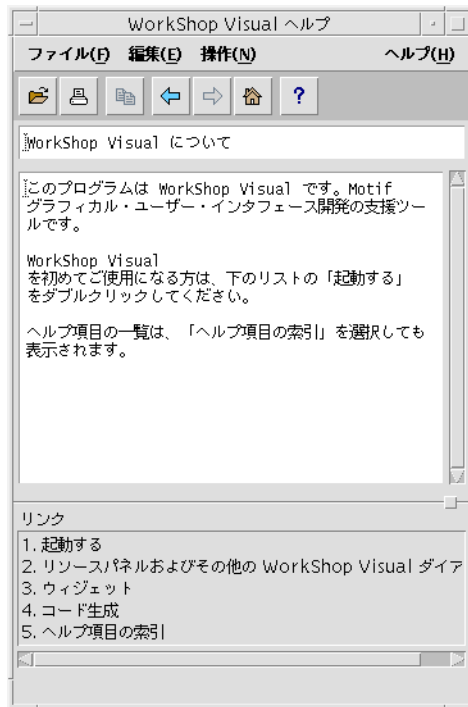 WorkShop Visual ヘルプ
ファイル(F) 編集(E) 操作(N) ヘルプ(H)
?
WorkShop Visual について
このプログラムは WorkShop Visual です。Motif
グラフィカル・ユーザー・インタフェース開発の支援ツー
ルです。
WorkShop Visual
を初めてご使用になる方は、下のリストの「起動する」
をダブルクリックしてください。
ヘルプ項目の一覧は、「ヘルプ項目の索引」を選択しても
表示されます。
リンク
1. 起動する
2. リソースパネルおよびその他の WorkShop Visual ダイア
3. ウィジェット
4. コード生成
5. ヘルプ項目の索引